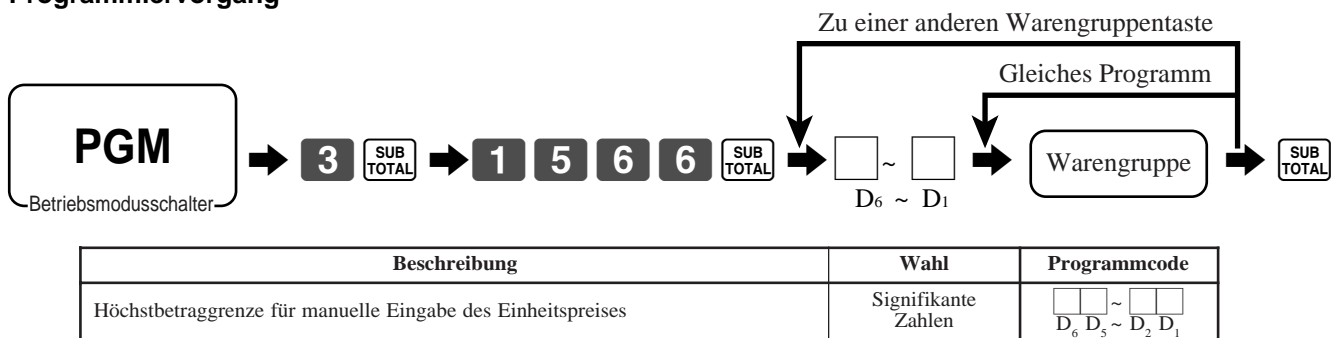 Programmiervorgang
Zu einer anderen Warengruppentaste
Gleiches Programm
PGM
Betriebsmodusschalter
3 SUB TOTAL 1 5 6 6 SUB TOTAL ~ Warengruppe SUB TOTAL
D6 ~ D1
Beschreibung Wahl Programmcode
Höchstbetraggrenze für manuelle Eingabe des Einheitspreises Signifikante Zahlen ~
D6 D5 ~ D2 D1